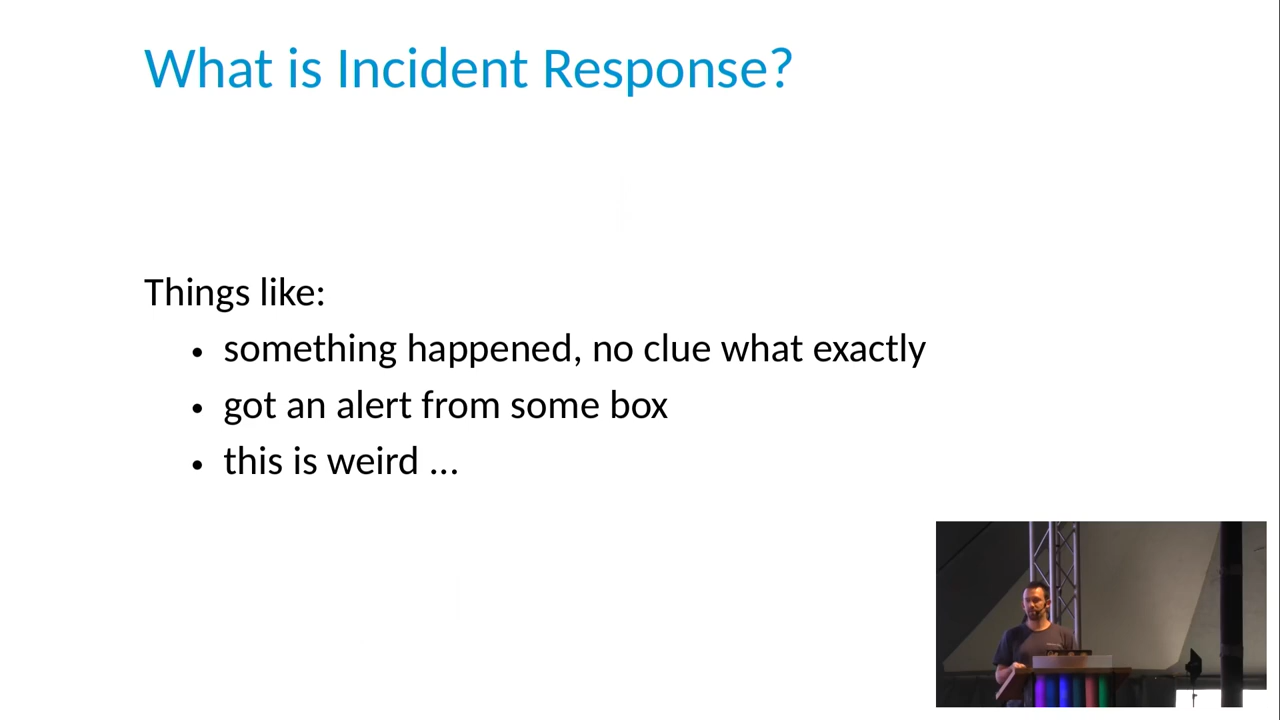 What is Incident Response?
Things like:
• something happened, no clue what exactly
• got an alert from some box
• this is weird ...